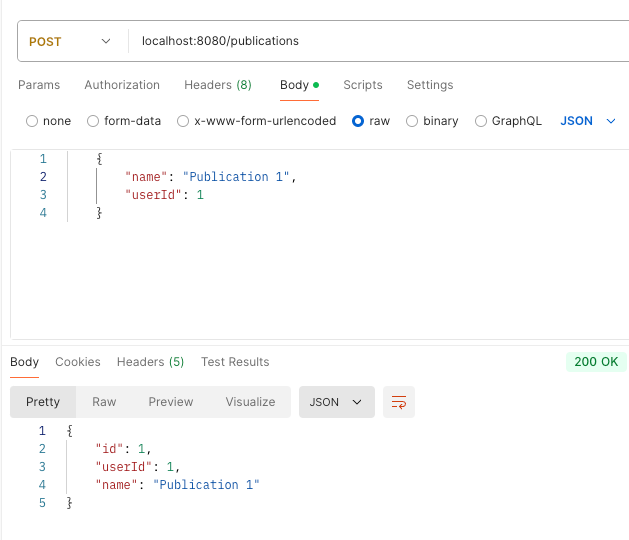 POST localhost:8080/publications
Params Authorization Headers (8) Body Scripts Settings
none form-data x-www-form-urlencoded raw binary GraphQL JSON
1 {
2 "name": "Publication 1",
3 "userId": 1
4 }
Body Cookies Headers (5) Test Results 200 OK
Pretty Raw Preview Visualize JSON
1 {
2 "id": 1,
3 "userId": 1,
4 "name": "Publication 1"
5 }